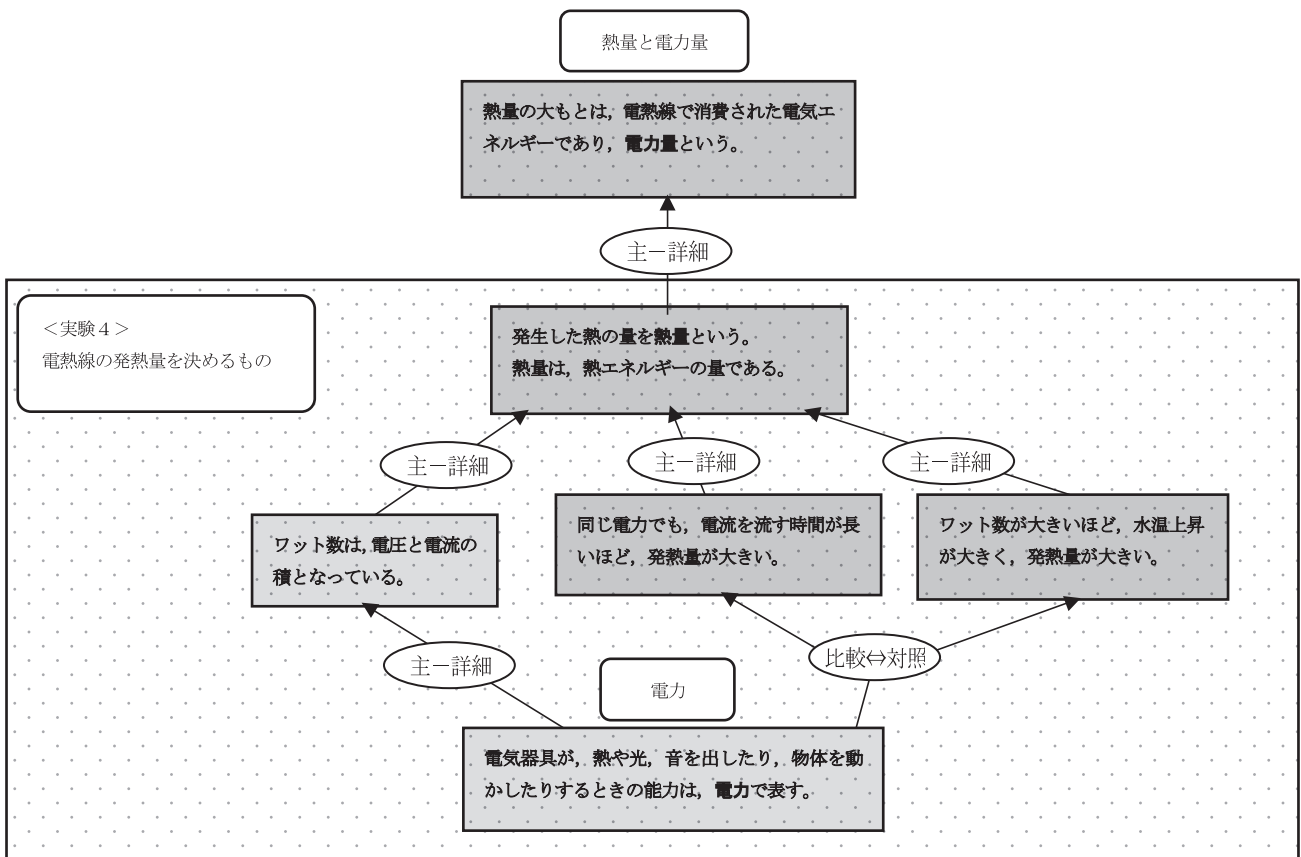 熱量と電力量
熱量の大もとは，電熱線で消費された電気エ
ネルギーであり，電力量という。
主－詳細
＜実験４＞
電熱線の発熱量を決めるもの
発生した熱の量を熱量という。
熱量は，熱エネルギーの量である。
主－詳細
主－詳細
主－詳細
ワット数は，電圧と電流の
積となっている。
同じ電力でも，電流を流す時間が長
いほど，発熱量が大きい。
ワット数が大きいほど，水温上昇
が大きく，発熱量が大きい。
主－詳細
比較⇔対照
電力
電気器具が，熱や光，音を出したり，物体を動
かしたりするときの能力は，電力で表す。